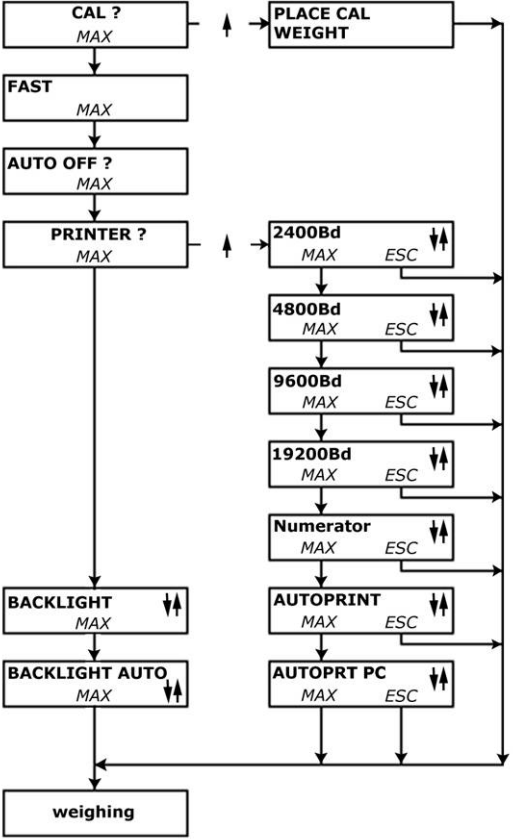 CAL ?
MAX
PLACE CAL
WEIGHT
FAST
MAX
AUTO OFF ?
MAX
PRINTER ?
MAX
2400Bd
MAX ESC
4800Bd
MAX ESC
9600Bd
MAX ESC
19200Bd
MAX ESC
Numerator
MAX ESC
BACKLIGHT
MAX
AUTOPRINT
MAX ESC
BACKLIGHT AUTO
MAX
AUTOPRT PC
MAX ESC
weighing